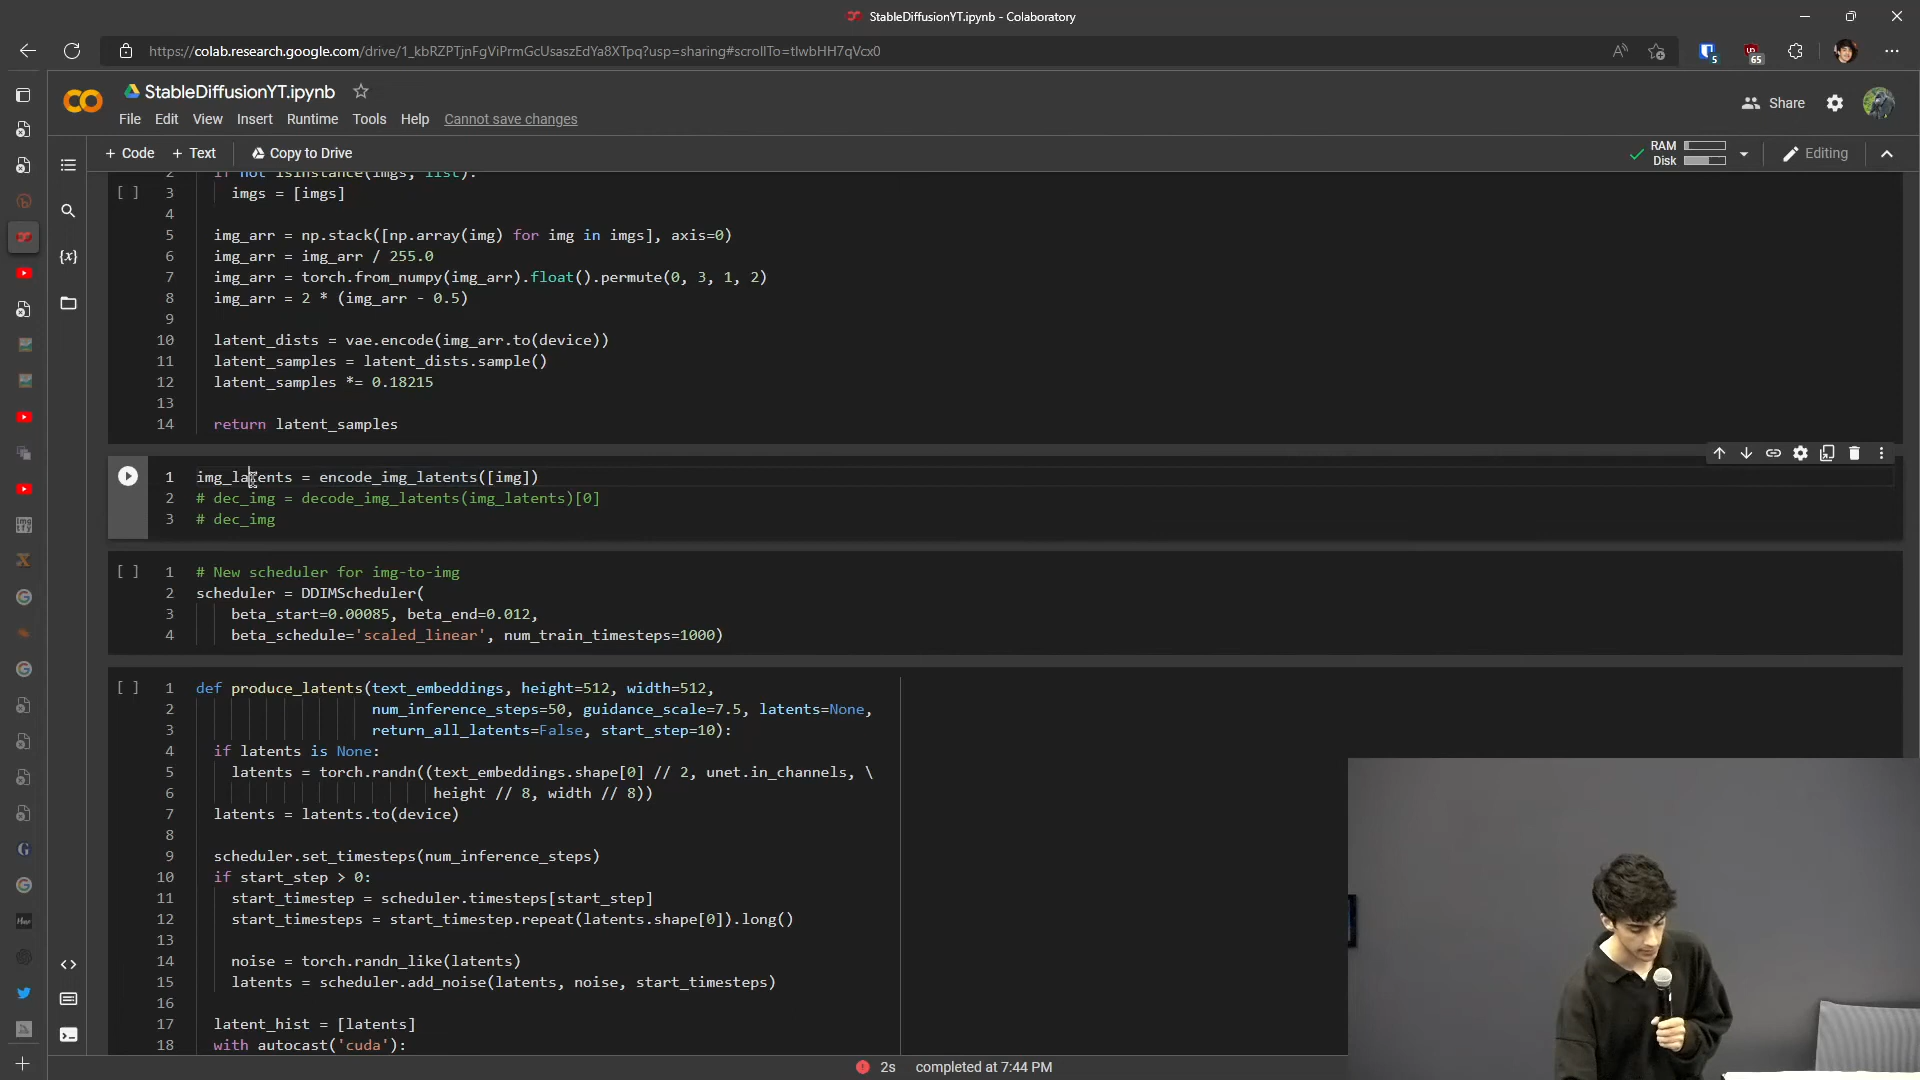 StableDiffusionYT.ipynb - Colaboratory
https://colab.research.google.com/drive/1_kbRZPTjnFgViPrmGcUsaszEdYa8XTpq?usp=sharing#scrollTo=tlwbHH7qVcx0
5
65
StableDiffusionYT.ipynb
Share
File Edit View Insert Runtime Tools Help Cannot save changes
+ Code + Text Copy to Drive
RAM
Disk
Editing
2 if not isinstance(imgs, list):
[ ] 3 imgs = [imgs]
4
5 img_arr = np.stack([np.array(img) for img in imgs], axis=0)
6 img_arr = img_arr / 255.0
7 img_arr = torch.from_numpy(img_arr).float().permute(0, 3, 1, 2)
8 img_arr = 2 * (img_arr - 0.5)
9
10 latent_dists = vae.encode(img_arr.to(device))
11 latent_samples = latent_dists.sample()
12 latent_samples *= 0.18215
13
14 return latent_samples
1 img_latents = encode_img_latents([img])
2 # dec_img = decode_img_latents(img_latents)[0]
3 # dec_img
[ ] 1 # New scheduler for img-to-img
2 scheduler = DDIMScheduler(
3 beta_start=0.00085, beta_end=0.012,
4 beta_schedule='scaled_linear', num_train_timesteps=1000)
[ ] 1 def produce_latents(text_embeddings, height=512, width=512,
2 num_inference_steps=50, guidance_scale=7.5, latents=None,
3 return_all_latents=False, start_step=10):
4 if latents is None:
5 latents = torch.randn((text_embeddings.shape[0] // 2, unet.in_channels, \
6 height // 8, width // 8))
7 latents = latents.to(device)
8
9 scheduler.set_timesteps(num_inference_steps)
10 if start_step > 0:
11 start_timestep = scheduler.timesteps[start_step]
12 start_timesteps = start_timestep.repeat(latents.shape[0]).long()
13
14 noise = torch.randn_like(latents)
15 latents = scheduler.add_noise(latents, noise, start_timesteps)
16
17 latent_hist = [latents]
18 with autocast('cuda'):
2s completed at 7:44 PM